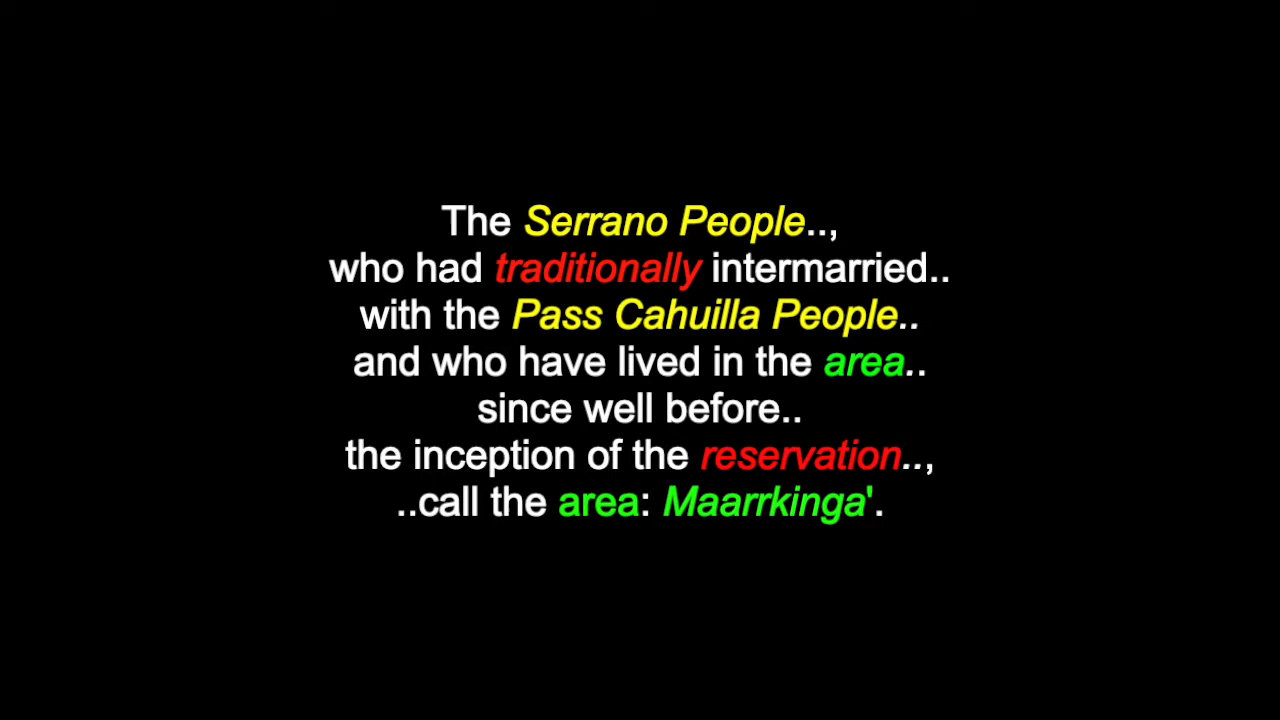 The Serrano People..,
who had traditionally intermarried..
with the Pass Cahuilla People..
and who have lived in the area..
since well before..
the inception of the reservation..,
..call the area: Maarrkinga'.